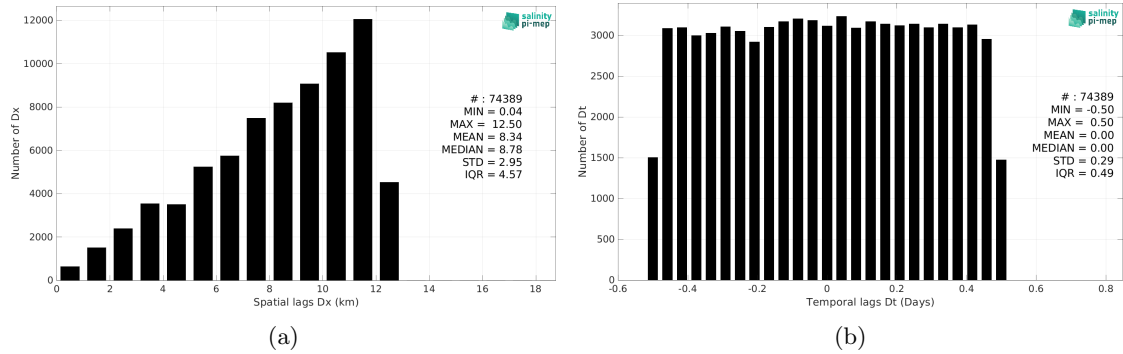 12000
10000
8000
6000
4000
2000
0
Number of Dx
0 2 4 6 8 10 12 14 16 18
Spatial lags Dx (km)
salinity
pi-mep
# : 74389
MIN = 0.04
MAX = 12.50
MEAN = 8.34
MEDIAN = 8.78
STD = 2.95
IQR = 4.57
(a)
3000
2500
2000
1500
1000
500
0
Number of Dt
-0.6 -0.4 -0.2 0 0.2 0.4 0.6 0.8
Temporal lags Dt (Days)
salinity
pi-mep
# : 74389
MIN = -0.50
MAX = 0.50
MEAN = 0.00
MEDIAN = 0.00
STD = 0.29
IQR = 0.49
(b)